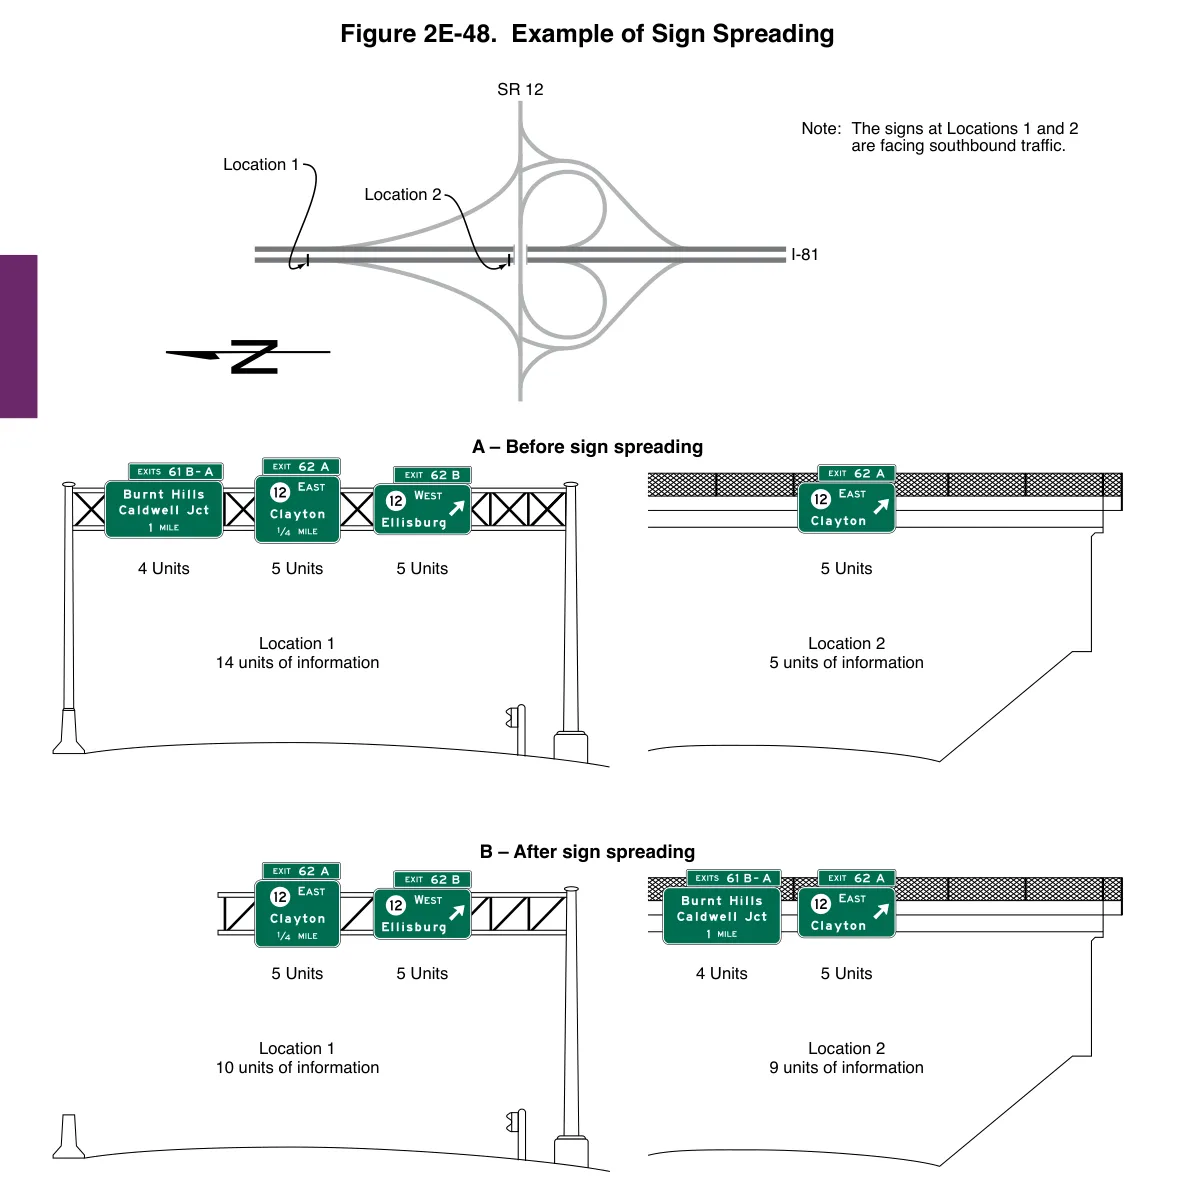 Figure 2E-48. Example of Sign Spreading
SR 12
Note: The signs at Locations 1 and 2
are facing southbound traffic.
Location 1
Location 2
I-81
N
A – Before sign spreading
EXITS 61 B-A
Burnt Hills
Caldwell Jct
1 MILE
EXIT 62 A
12 EAST
Clayton
1/4 MILE
EXIT 62 B
12 WEST
Ellisburg
EXIT 62 A
12 EAST
Clayton
4 Units
5 Units
5 Units
5 Units
Location 1
14 units of information
Location 2
5 units of information
B – After sign spreading
EXIT 62 A
12 EAST
Clayton
1/4 MILE
EXIT 62 B
12 WEST
Ellisburg
EXITS 61 B-A
Burnt Hills
Caldwell Jct
1 MILE
EXIT 62 A
12 EAST
Clayton
5 Units
5 Units
4 Units
5 Units
Location 1
10 units of information
Location 2
9 units of information